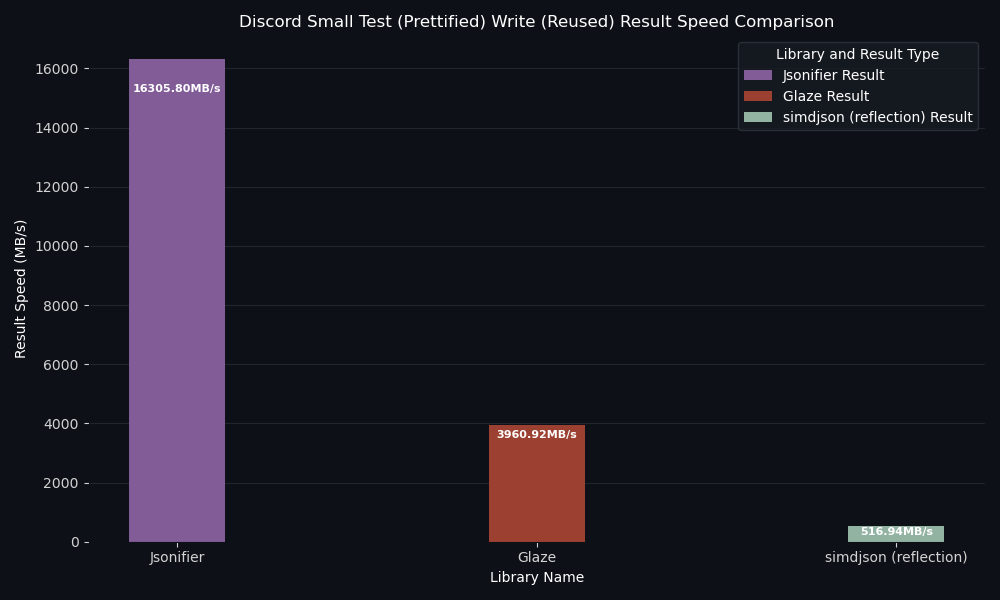 Discord Small Test (Prettified) Write (Reused) Result Speed Comparison
Library and Result Type
Jsonifier Result
Glaze Result
simdjson (reflection) Result
Result Speed (MB/s)
16000
14000
12000
10000
8000
6000
4000
2000
0
16305.80MB/s
3960.92MB/s
516.94MB/s
Jsonifier
Glaze
simdjson (reflection)
Library Name